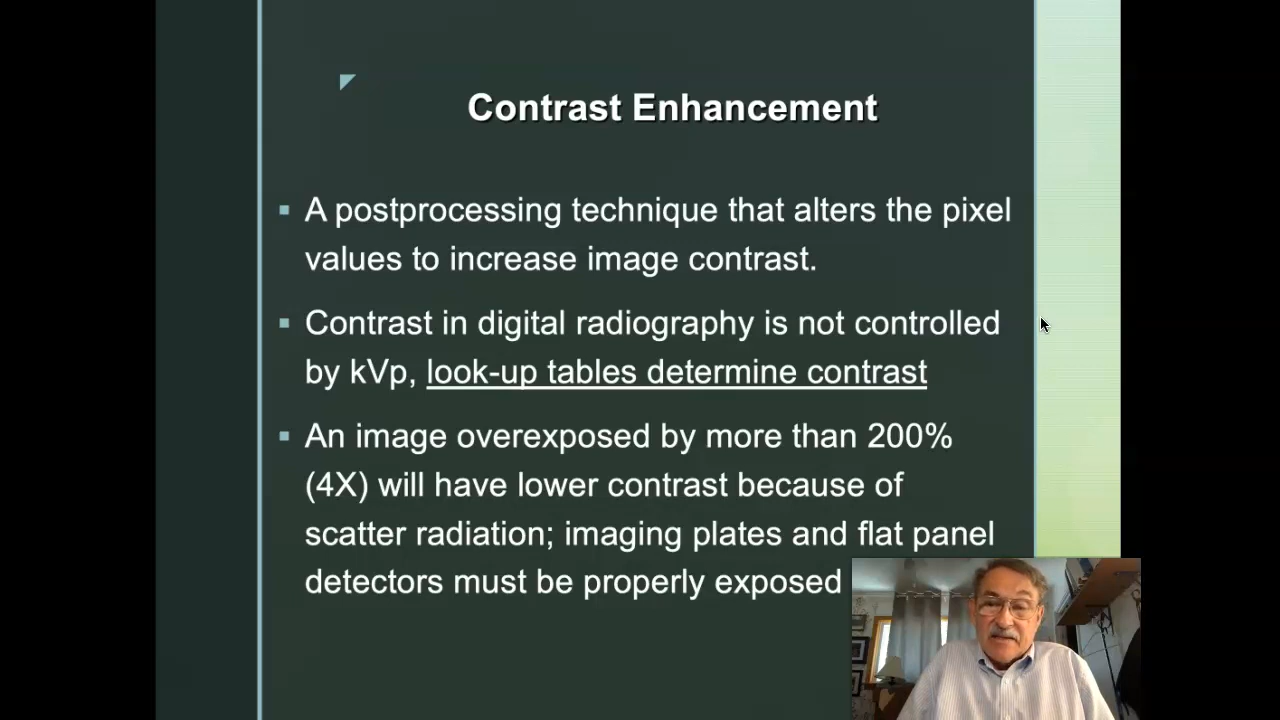 Contrast Enhancement
▪ A postprocessing technique that alters the pixel
values to increase image contrast.
▪ Contrast in digital radiography is not controlled
by kVp, look-up tables determine contrast
▪ An image overexposed by more than 200%
(4X) will have lower contrast because of
scatter radiation; imaging plates and flat panel
detectors must be properly exposed